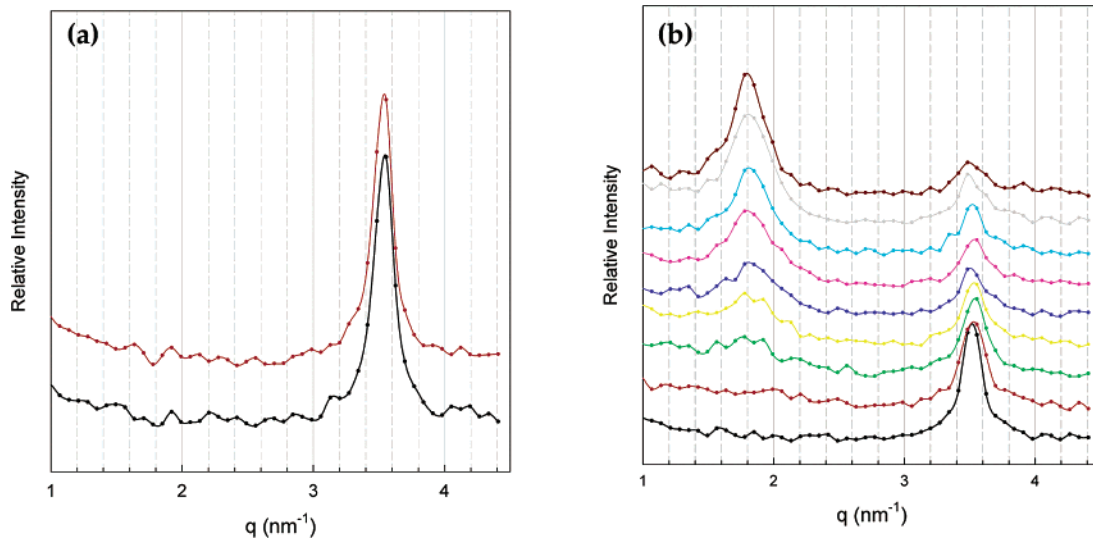 (a)
Relative Intensity
1 2 3 4
q (nm⁻¹)
(b)
Relative Intensity
1 2 3 4
q (nm⁻¹)